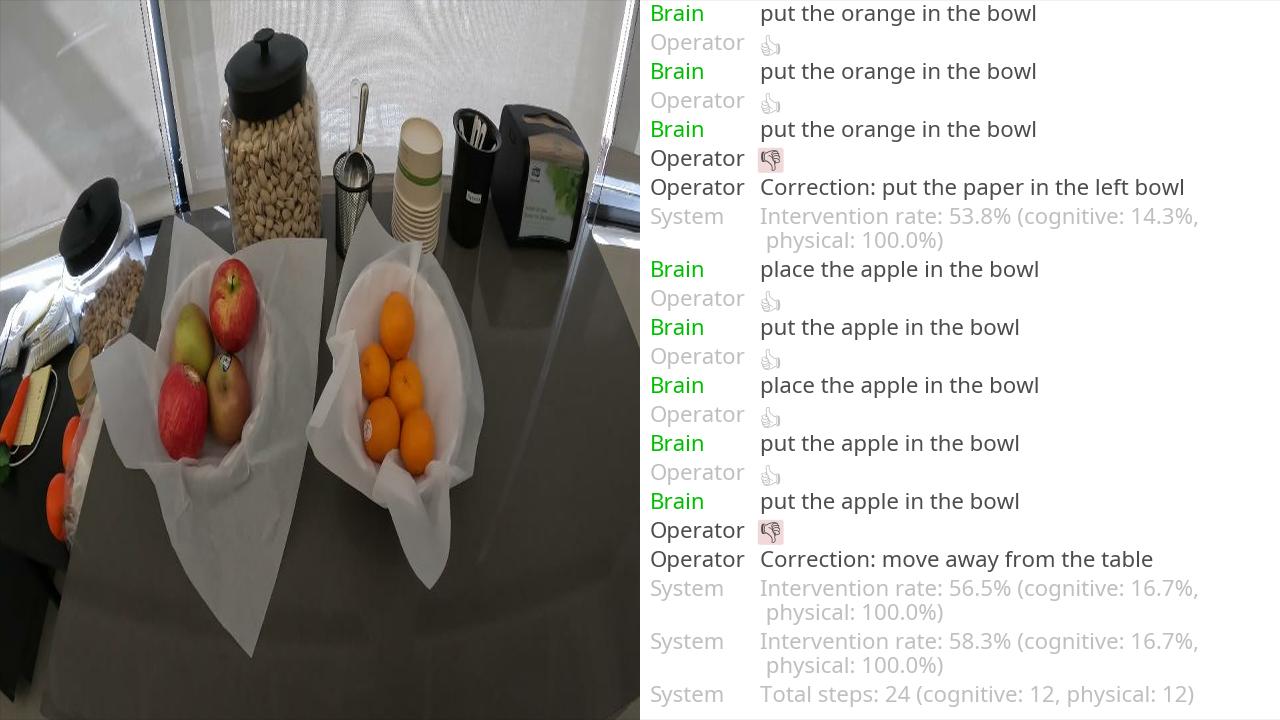 Brain put the orange in the bowl
Operator 👍
Brain put the orange in the bowl
Operator 👍
Brain put the orange in the bowl
Operator 👎
Operator Correction: put the paper in the left bowl
System Intervention rate: 53.8% (cognitive: 14.3%,
physical: 100.0%)
Brain place the apple in the bowl
Operator 👍
Brain put the apple in the bowl
Operator 👍
Brain place the apple in the bowl
Operator 👍
Brain put the apple in the bowl
Operator 👍
Brain put the apple in the bowl
Operator 👎
Operator Correction: move away from the table
System Intervention rate: 56.5% (cognitive: 16.7%,
physical: 100.0%)
System Intervention rate: 58.3% (cognitive: 16.7%,
physical: 100.0%)
System Total steps: 24 (cognitive: 12, physical: 12)